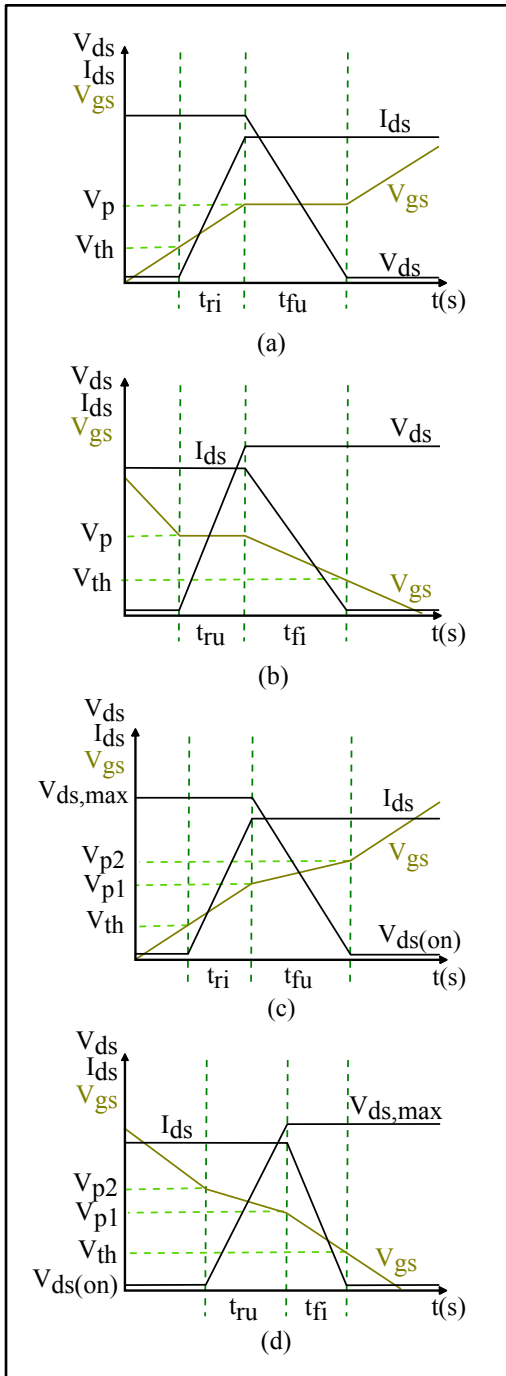 Vds
Ids
Vgs
Ids
Vp
Vgs
Vth
Vds
tri tfu t(s)
(a)
Vds
Ids
Vgs
Vds
Ids
Vp
Vth
Vgs
tru tfi t(s)
(b)
Vds
Ids
Vgs
Vds,max
Ids
Vp2
Vgs
Vp1
Vth
Vds(on)
tri tfu t(s)
(c)
Vds
Ids
Vgs
Vds,max
Ids
Vp2
Vp1
Vth
Vgs
Vds(on)
tru tfi t(s)
(d)